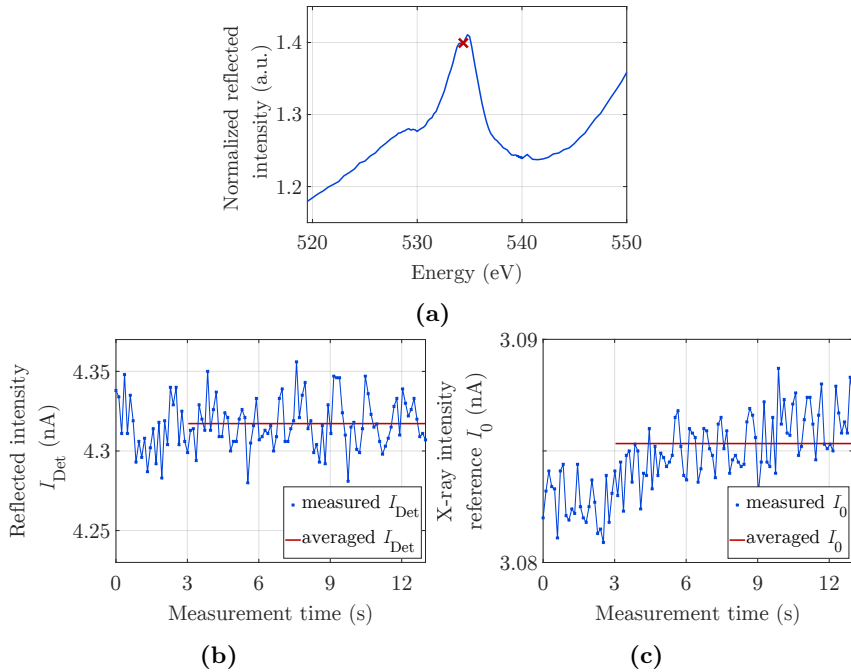 Normalized reflected
intensity (a.u.)
1.4
1.3
1.2
520
530
540
550
Energy (eV)
(a)
Reflected intensity
I_Det (nA)
4.35
4.3
4.25
measured I_Det
averaged I_Det
0
3
6
9
12
Measurement time (s)
(b)
X-ray intensity
reference I_0 (nA)
3.09
3.08
measured I_0
averaged I_0
0
3
6
9
12
Measurement time (s)
(c)